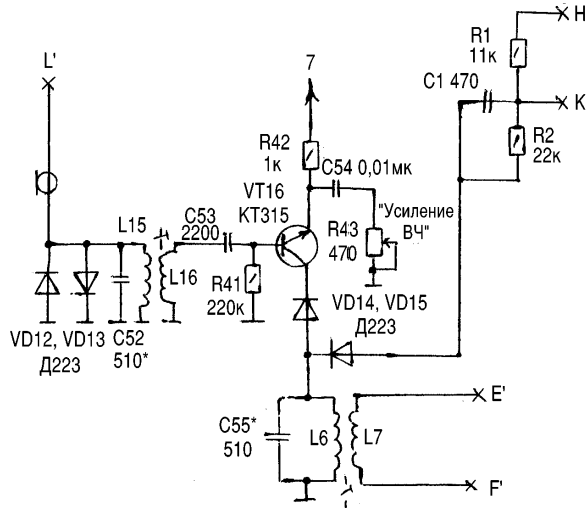 H
R1
11к
L'
7
C1 470
K
R42
1к
R2
22к
C54 0,01мк
VT16
КТ315
C53
2200
"Усиление
ВЧ"
L15
R43
470
L16
R41
220к
VD14, VD15
Д223
VD12, VD13
Д223
C52
510*
E'
C55*
510
L6
L7
F'